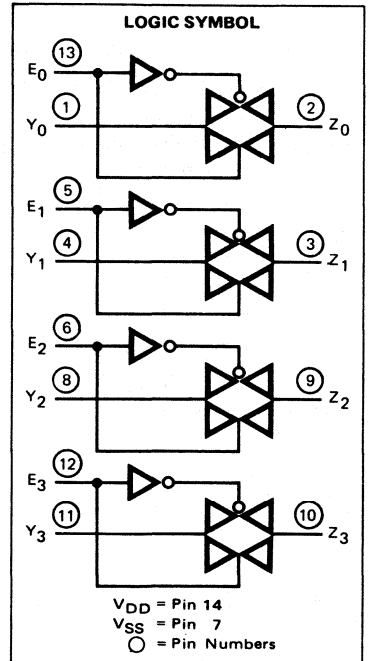 LOGIC SYMBOL
13
E0
1
2
Y0
Z0
5
E1
4
3
Y1
Z1
6
E2
8
9
Y2
Z2
12
E3
11
10
Y3
Z3
VDD = Pin 14
VSS = Pin 7
= Pin Numbers